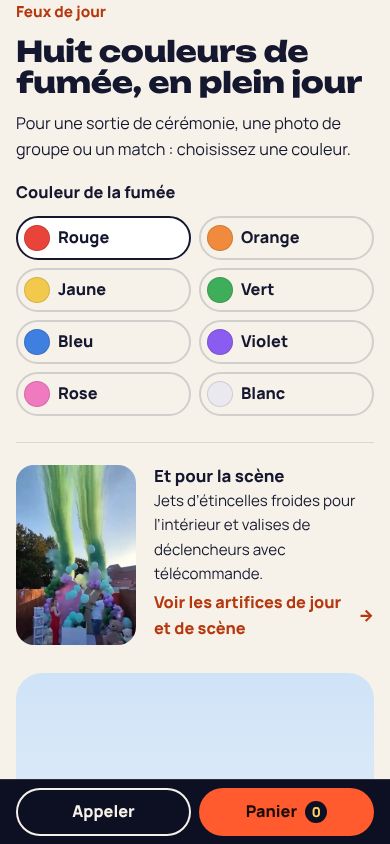 Feux de jour
Huit couleurs de
fumée, en plein jour
Pour une sortie de cérémonie, une photo de
groupe ou un match : choisissez une couleur.
Couleur de la fumée
Rouge
Orange
Jaune
Vert
Bleu
Violet
Rose
Blanc
Et pour la scène
Jets d’étincelles froides pour
l’intérieur et valises de
déclencheurs avec
télécommande.
Voir les artifices de jour
et de scène →
Appeler
Panier 0